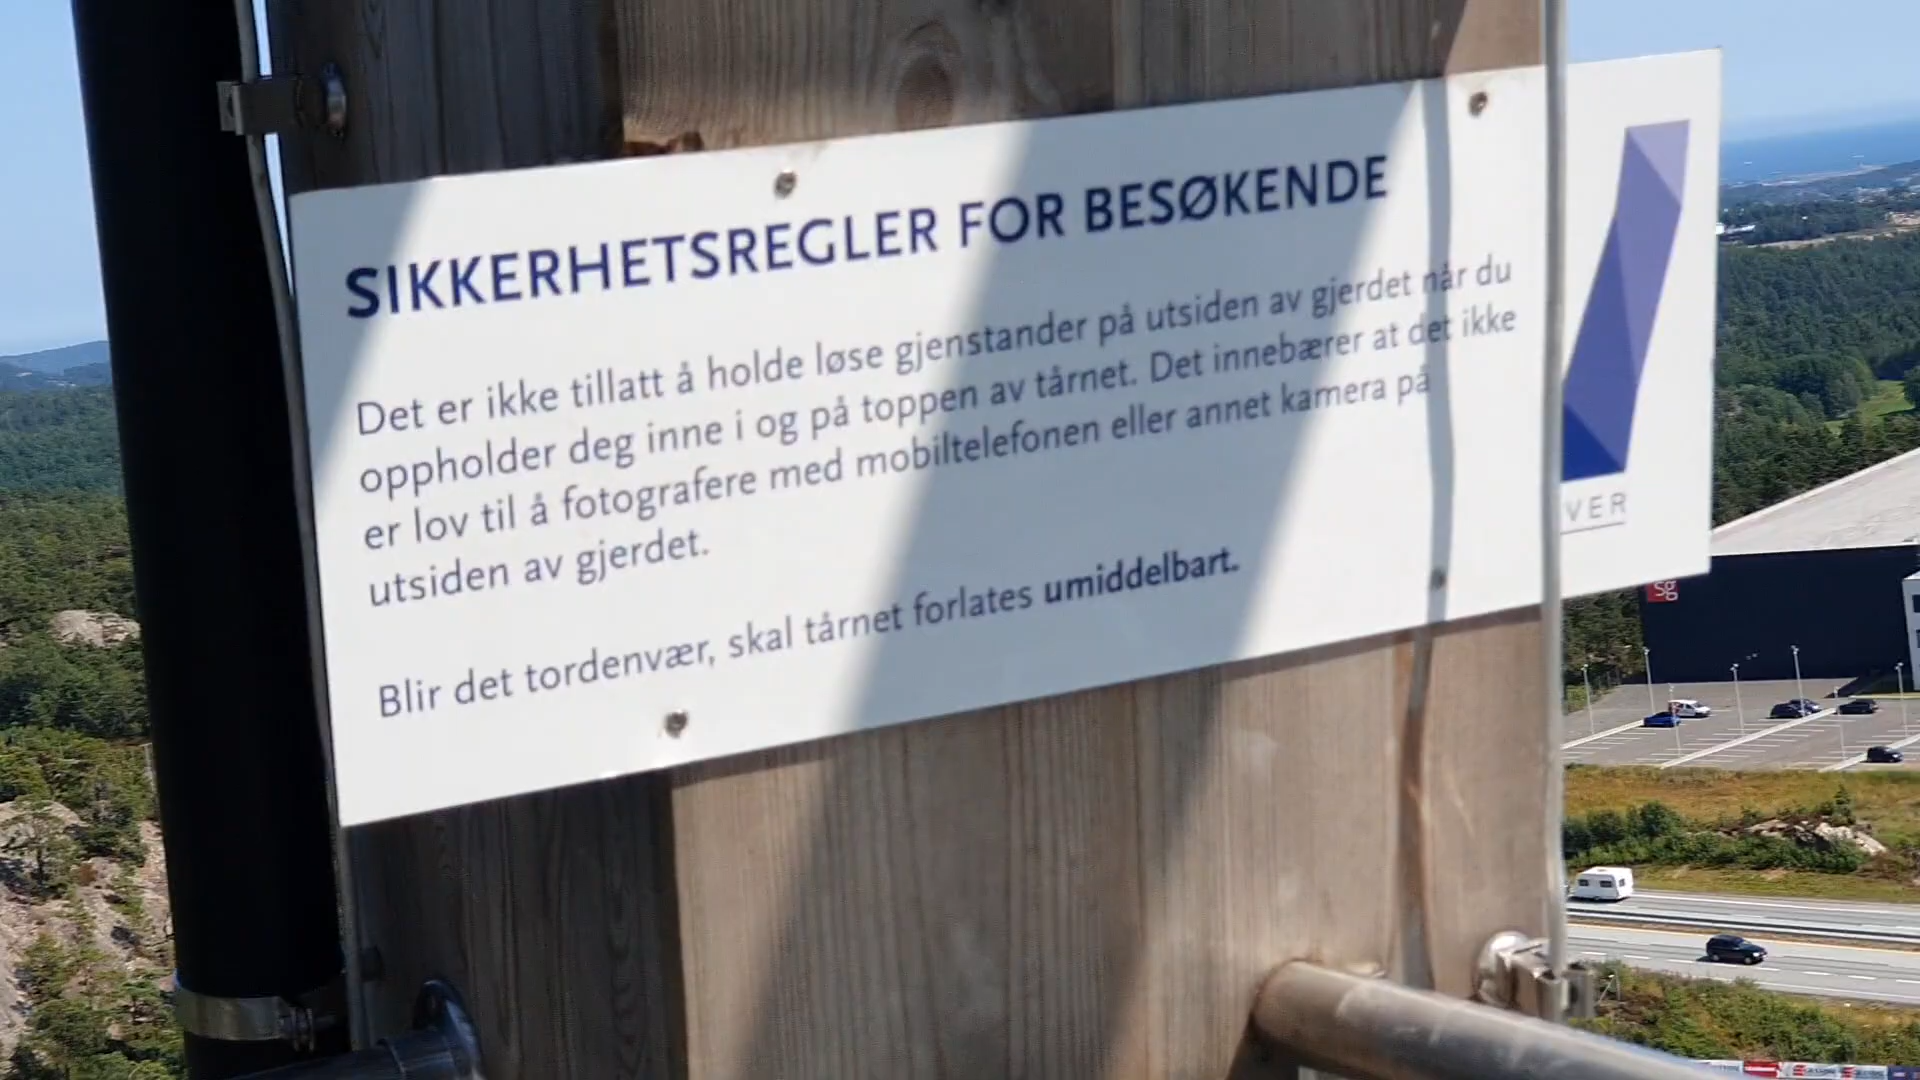 SIKKERHETSREGLER FOR BESØKENDE
Det er ikke tillatt å holde løse gjenstander på utsiden av gjerdet når du
oppholder deg inne i og på toppen av tårnet. Det innebærer at det ikke
er lov til å fotografere med mobiltelefonen eller annet kamera på
utsiden av gjerdet.
Blir det tordenvær, skal tårnet forlates umiddelbart.
VER
sg